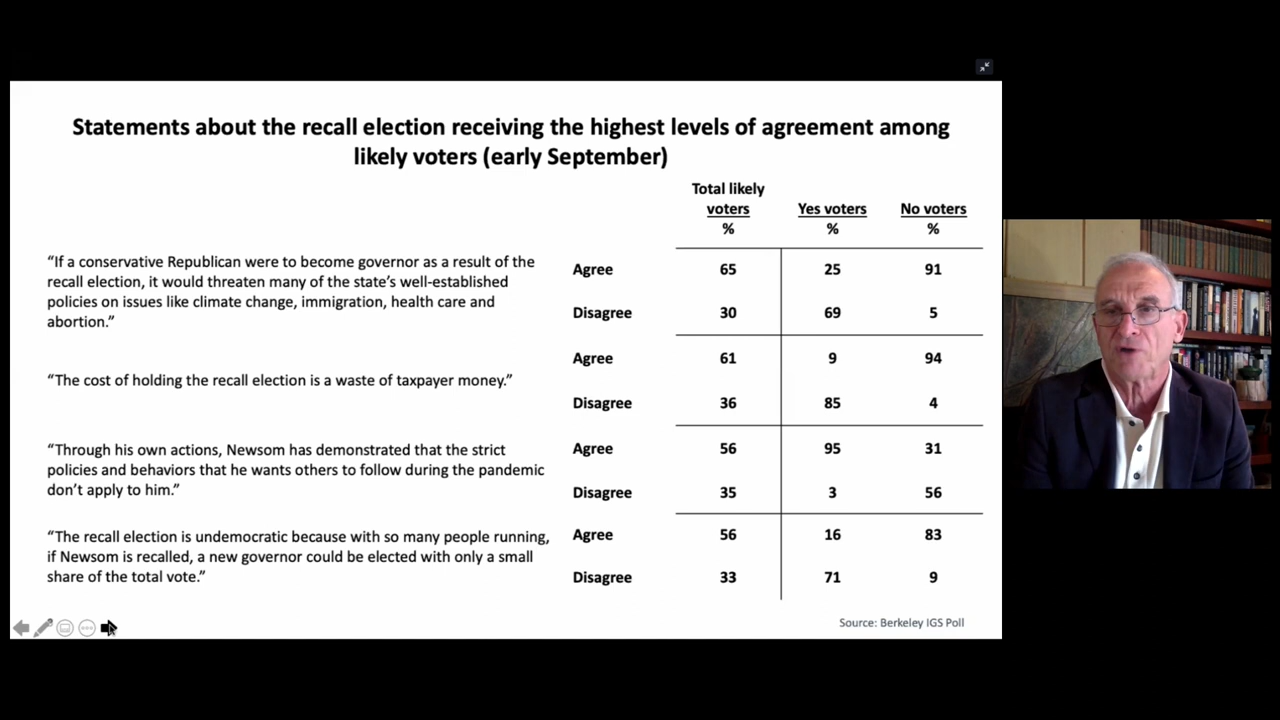 Statements about the recall election receiving the highest levels of agreement among
likely voters (early September)
Total likely
voters Yes voters No voters
% % %
“If a conservative Republican were to become governor as a result of the
recall election, it would threaten many of the state’s well-established
policies on issues like climate change, immigration, health care and
abortion.”
Agree 65 25 91
Disagree 30 69 5
“The cost of holding the recall election is a waste of taxpayer money.”
Agree 61 9 94
Disagree 36 85 4
“Through his own actions, Newsom has demonstrated that the strict
policies and behaviors that he wants others to follow during the pandemic
don’t apply to him.”
Agree 56 95 31
Disagree 35 3 56
“The recall election is undemocratic because with so many people running,
if Newsom is recalled, a new governor could be elected with only a small
share of the total vote.”
Agree 56 16 83
Disagree 33 71 9
Source: Berkeley IGS Poll